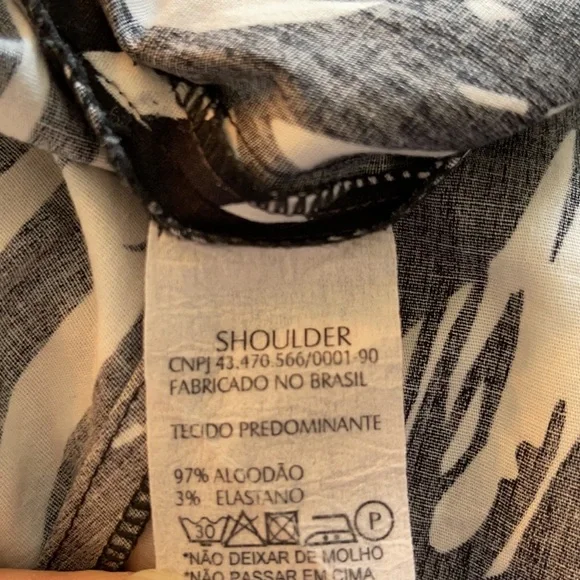 SHOULDER
CNPJ 43.470.566/0001-90
FABRICADO NO BRASIL
TECIDO PREDOMINANTE
97% ALGODÃO
3% ELASTANO
30 P
*NÃO DEIXAR DE MOLHO
*NÃO PASSAR EM CIMA